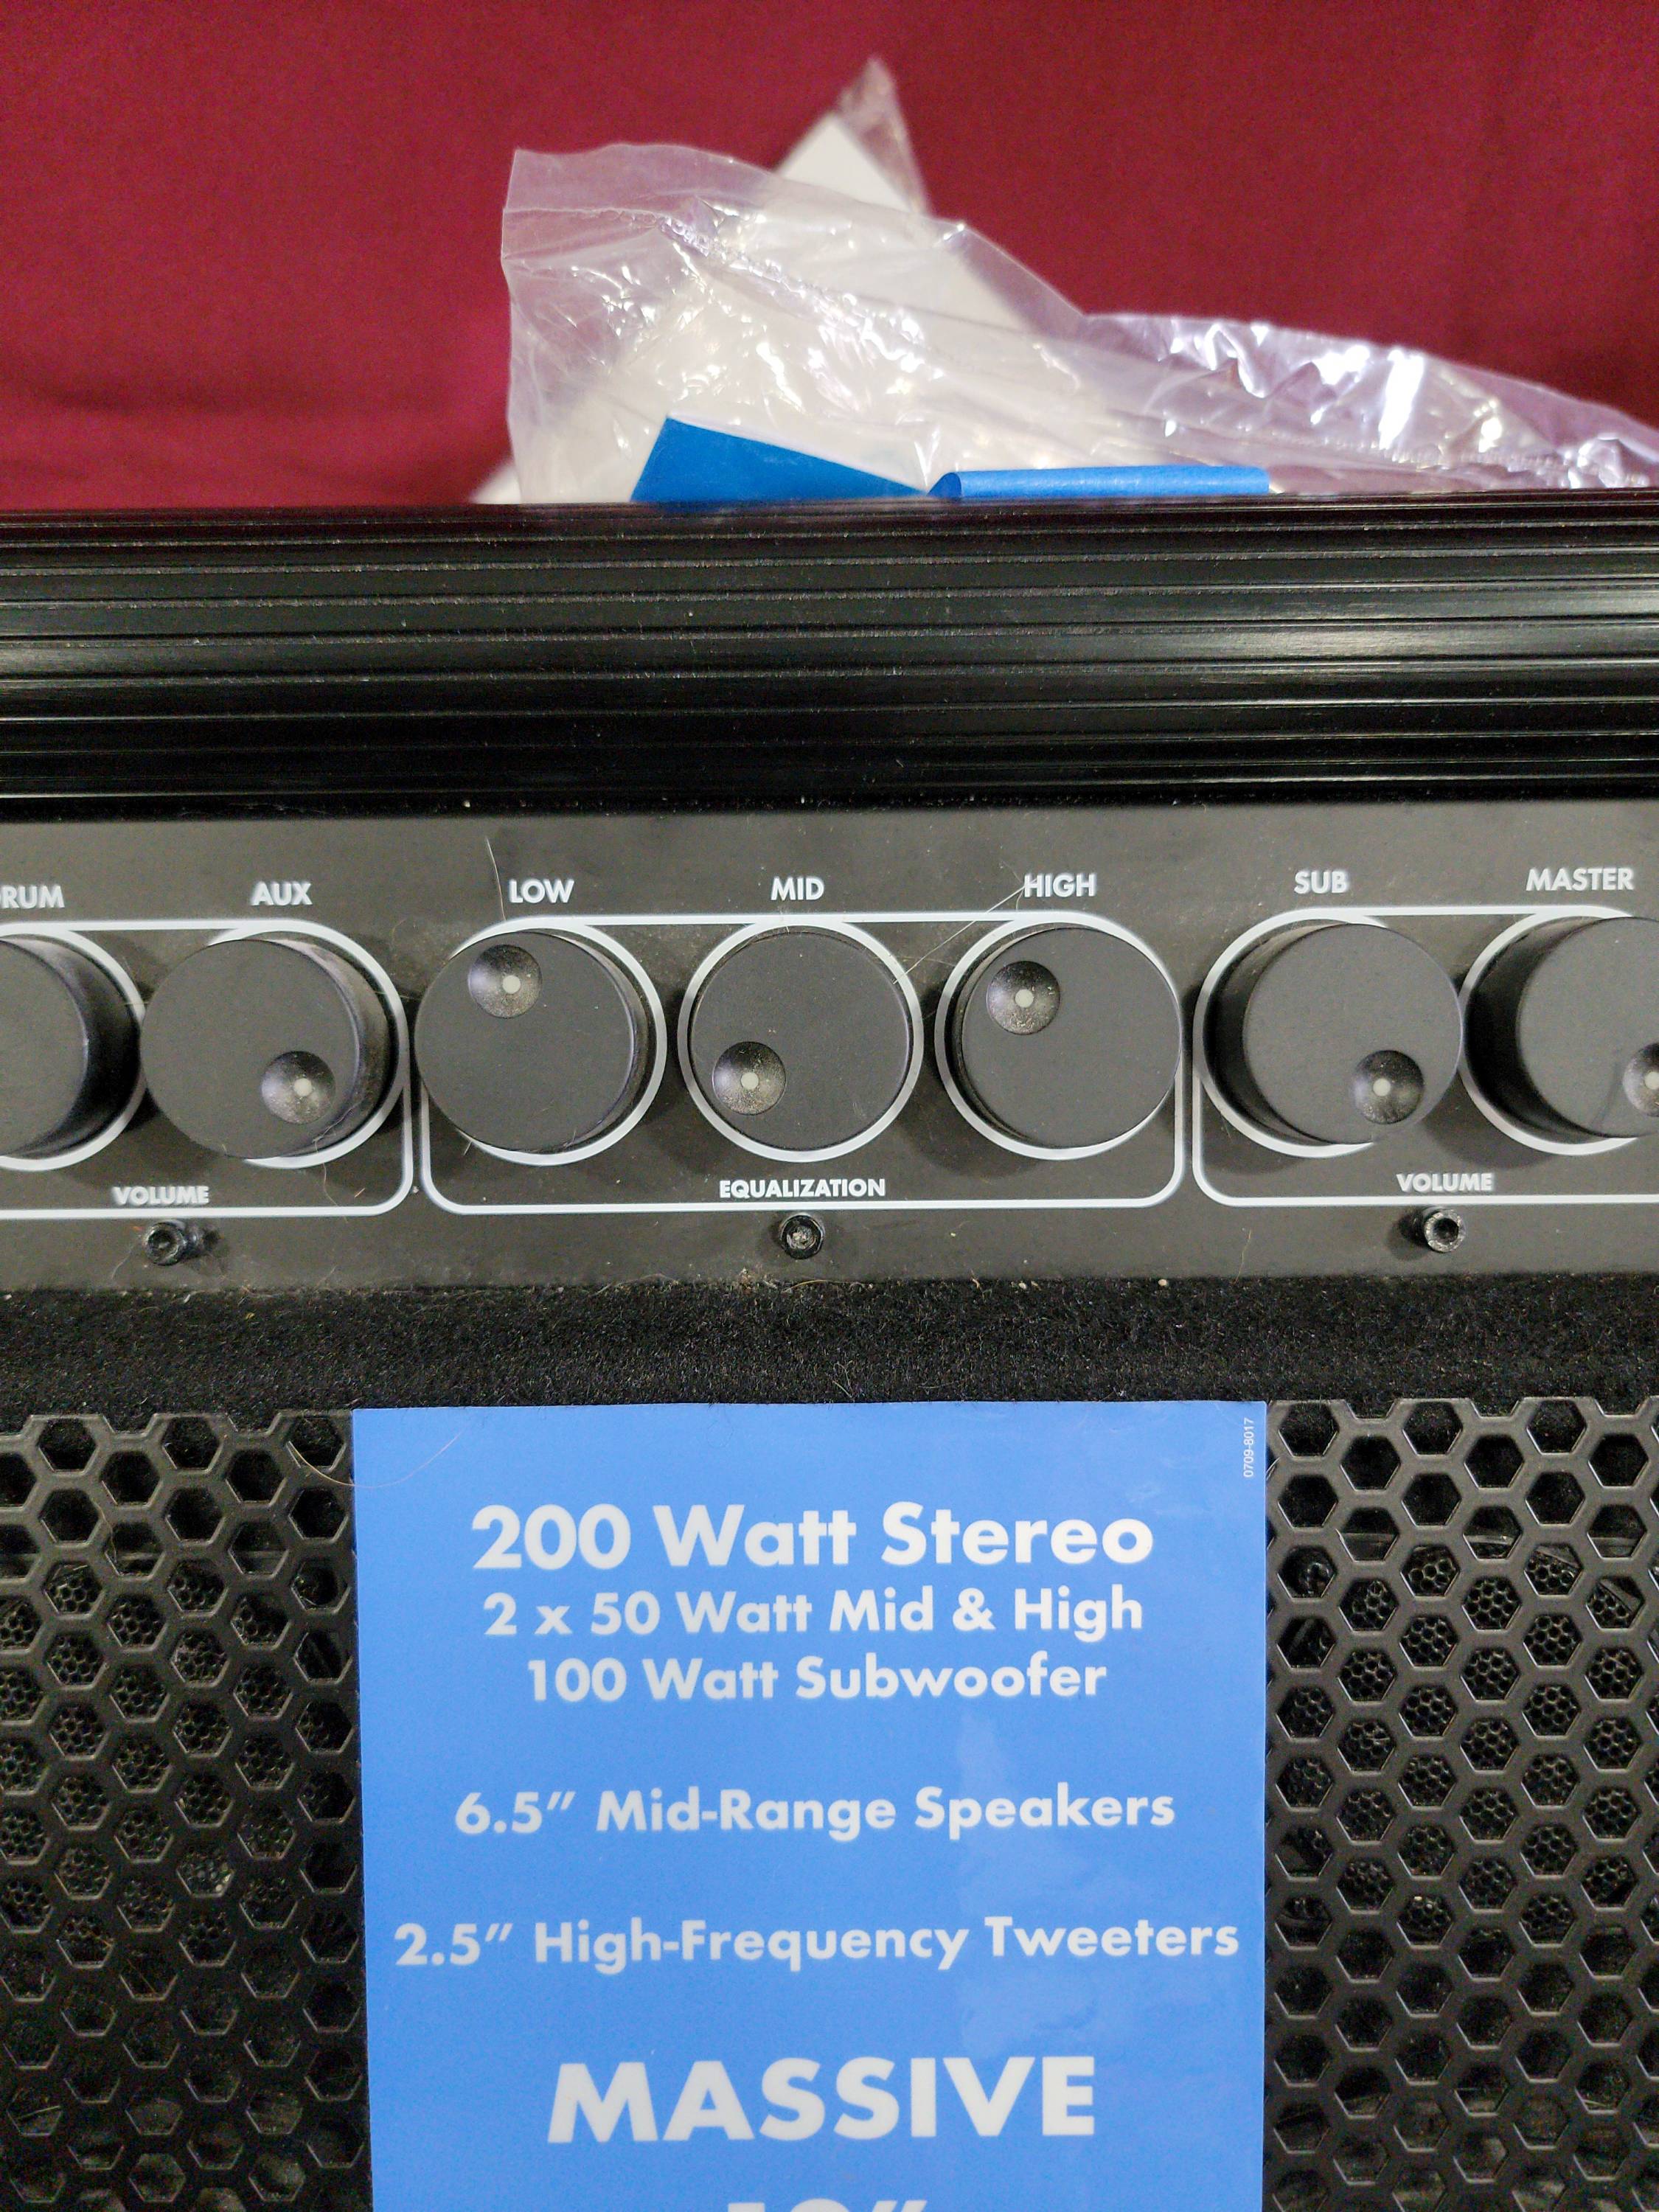 DRUM AUX LOW MID HIGH SUB MASTER
VOLUME EQUALIZATION VOLUME
0709-8017
200 Watt Stereo
2 x 50 Watt Mid & High
100 Watt Subwoofer
6.5" Mid-Range Speakers
2.5" High-Frequency Tweeters
MASSIVE